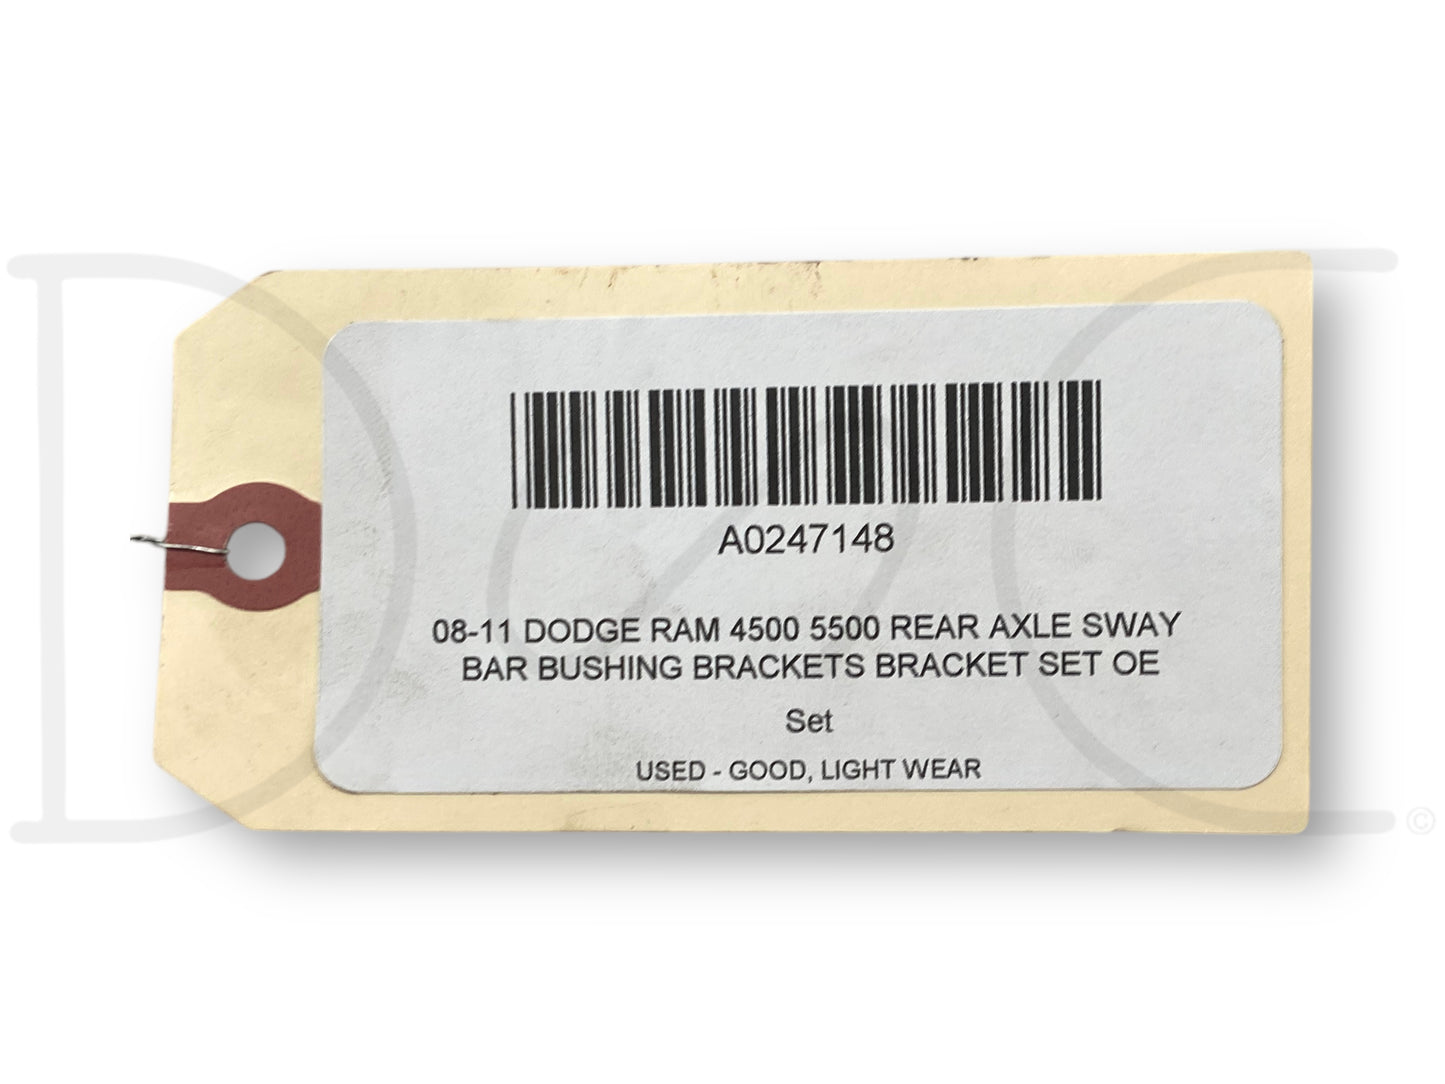 A0247148
08-11 DODGE RAM 4500 5500 REAR AXLE SWAY
BAR BUSHING BRACKETS BRACKET SET OE
Set
USED - GOOD, LIGHT WEAR
©